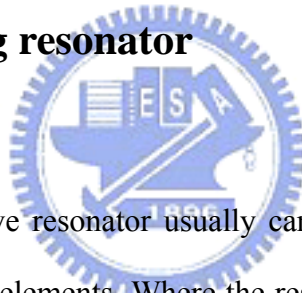 g resonator
E S A
1896
ve resonator usually can
elements. Where the res